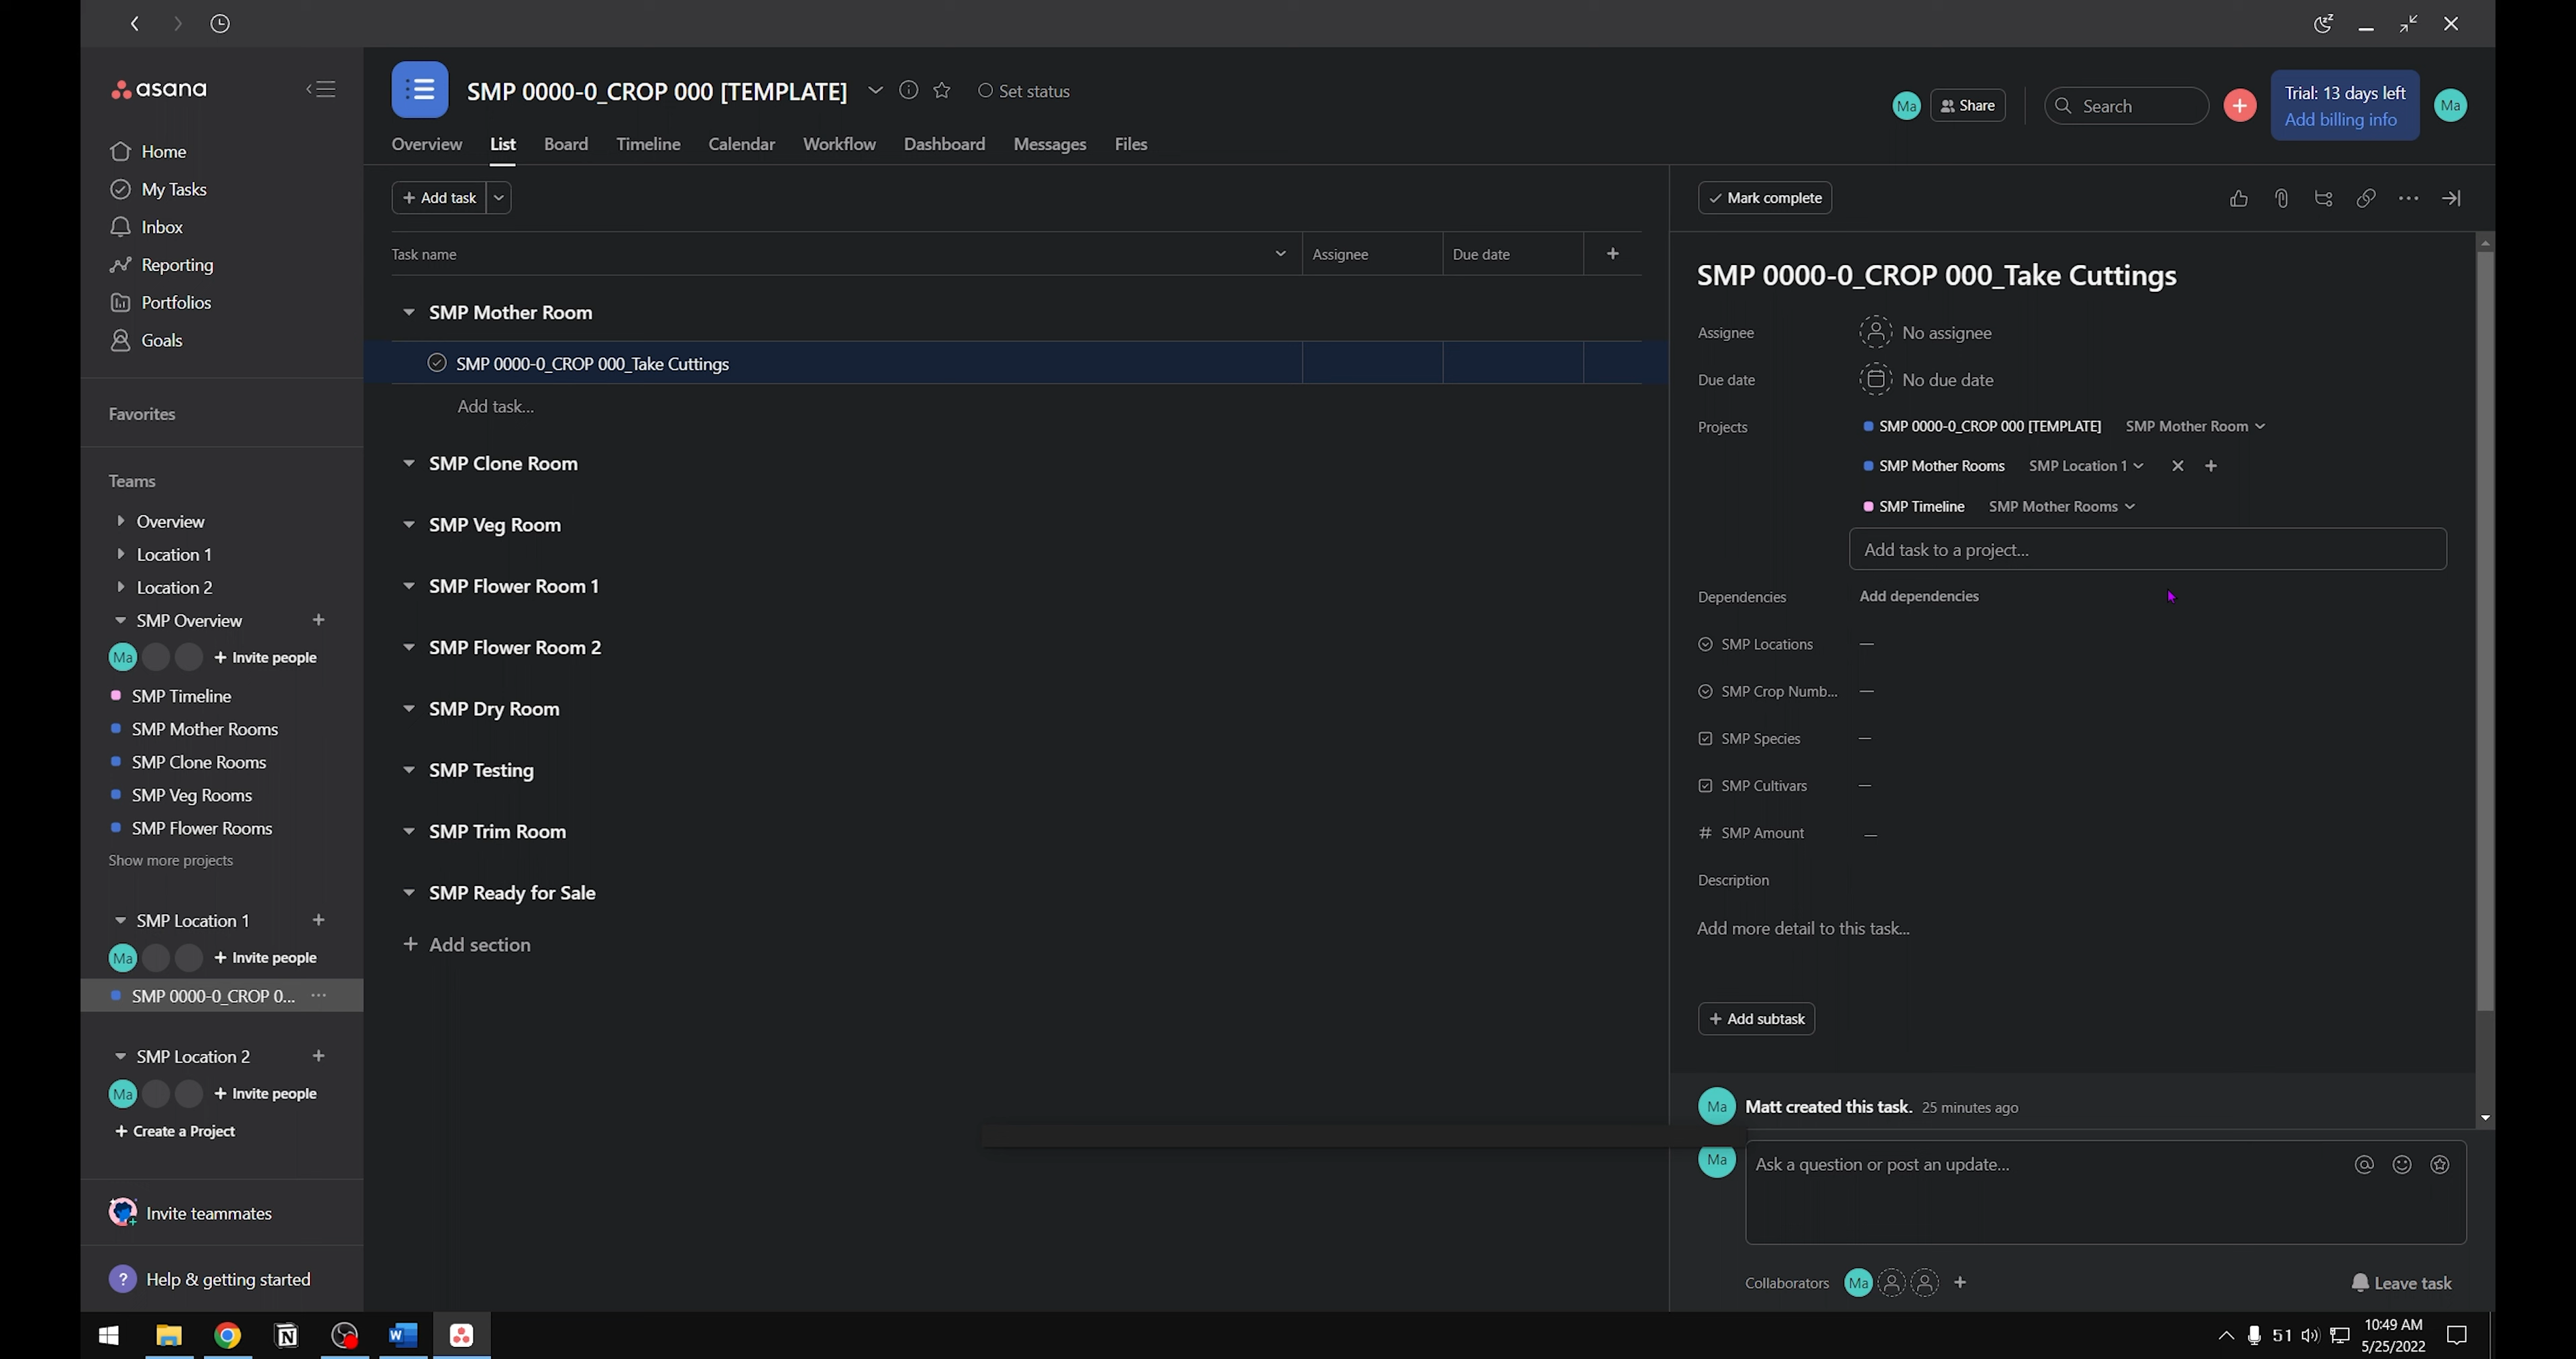 asana
Home
My Tasks
Inbox
Reporting
Portfolios
Goals
Favorites
Teams
Overview
Location 1
Location 2
SMP Overview
Ma
Invite people
SMP Timeline
SMP Mother Rooms
SMP Clone Rooms
SMP Veg Rooms
SMP Flower Rooms
Show more projects
SMP Location 1
Ma
Invite people
SMP 0000-0_CROP 0...
SMP Location 2
Ma
Invite people
+ Create a Project
Invite teammates
? Help & getting started
SMP 0000-0_CROP 000 [TEMPLATE]
Set status
Overview List Board Timeline Calendar Workflow Dashboard Messages Files
Ma Share
Search
Trial: 13 days left
Add billing info
Ma
+ Add task
Task name Assignee Due date
SMP Mother Room
SMP 0000-0_CROP 000_Take Cuttings
Add task...
SMP Clone Room
SMP Veg Room
SMP Flower Room 1
SMP Flower Room 2
SMP Dry Room
SMP Testing
SMP Trim Room
SMP Ready for Sale
+ Add section
Mark complete
SMP 0000-0_CROP 000_Take Cuttings
Assignee No assignee
Due date No due date
Projects SMP 0000-0_CROP 000 [TEMPLATE] SMP Mother Room
SMP Mother Rooms SMP Location 1
SMP Timeline SMP Mother Rooms
Add task to a project...
Dependencies Add dependencies
SMP Locations —
SMP Crop Numb... —
SMP Species —
SMP Cultivars —
# SMP Amount —
Description
Add more detail to this task...
+ Add subtask
Ma Matt created this task. 25 minutes ago
Ma Ask a question or post an update...
Collaborators Ma + Leave task
51
10:49 AM
5/25/2022